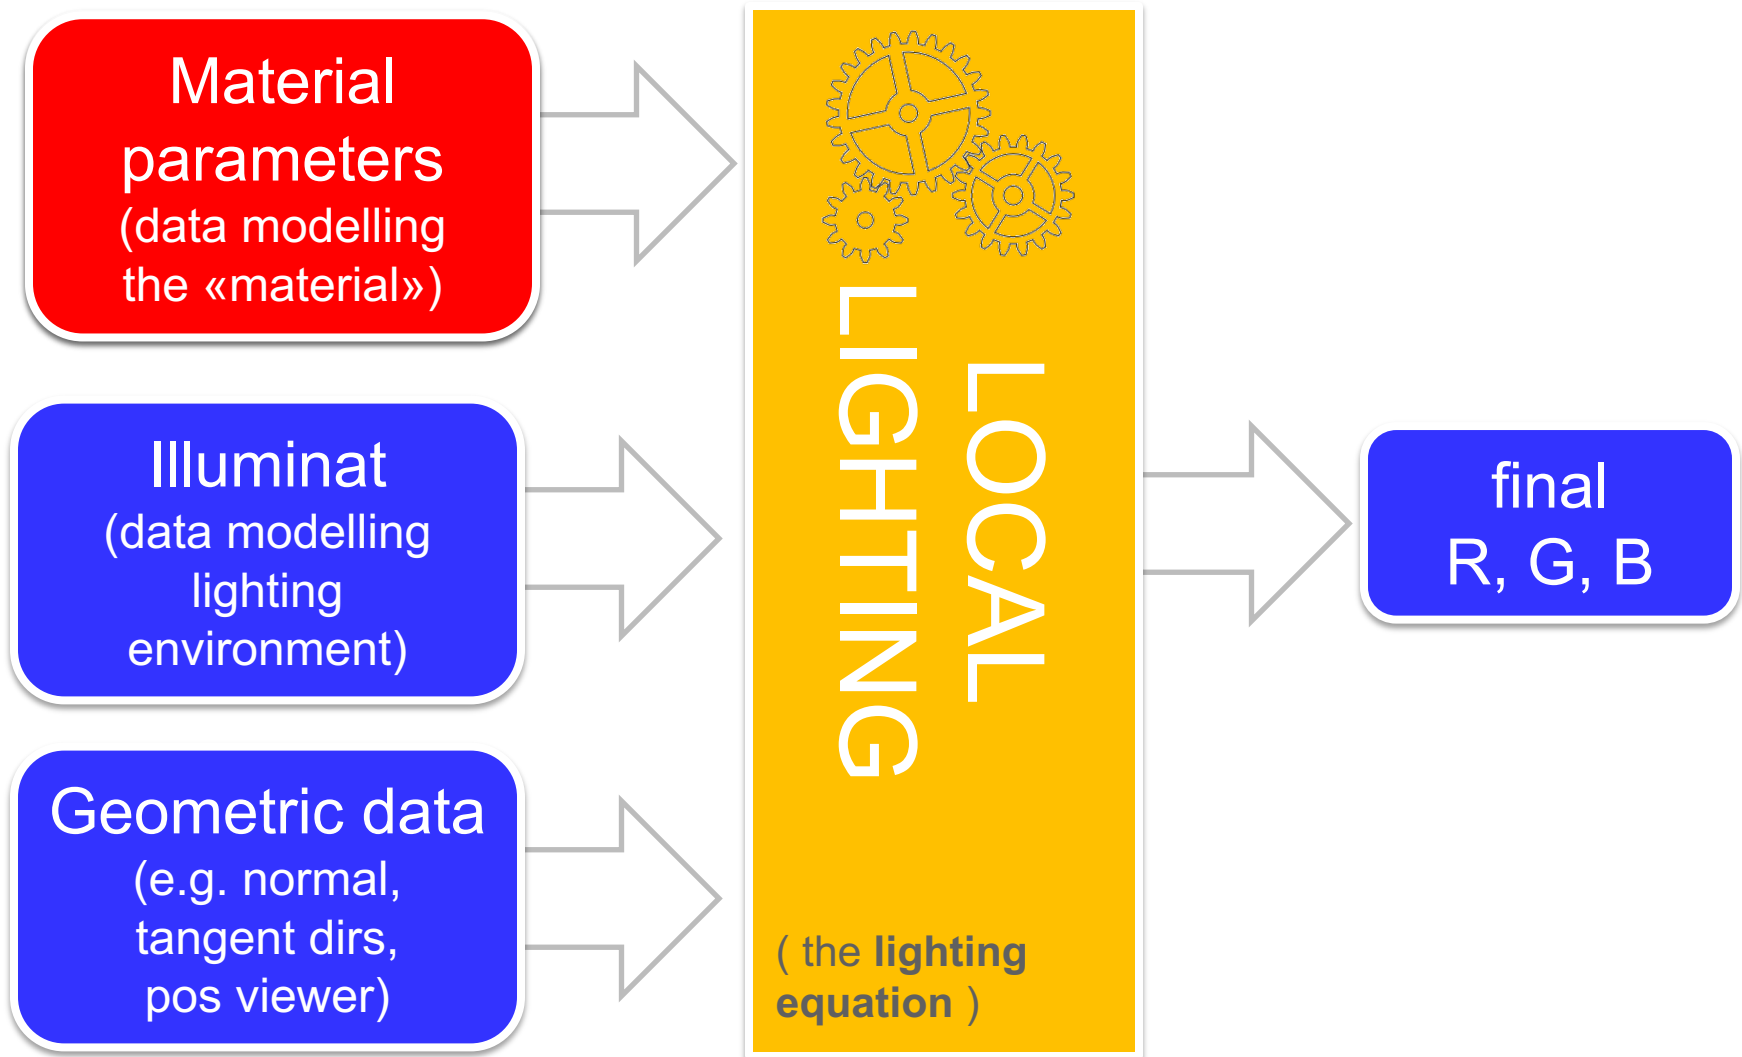 Material
parameters
(data modelling
the «material»)
Illuminat
(data modelling
lighting
environment)
Geometric data
(e.g. normal,
tangent dirs,
pos viewer)
LOCAL
LIGHTING
( the lighting
equation )
final
R, G, B